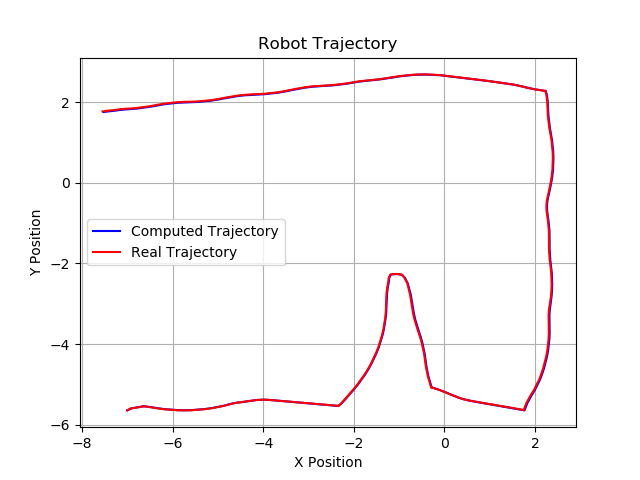 Robot Trajectory
Y Position
2
0
−2
−4
−6
Computed Trajectory
Real Trajectory
−8
−6
−4
−2
0
2
X Position